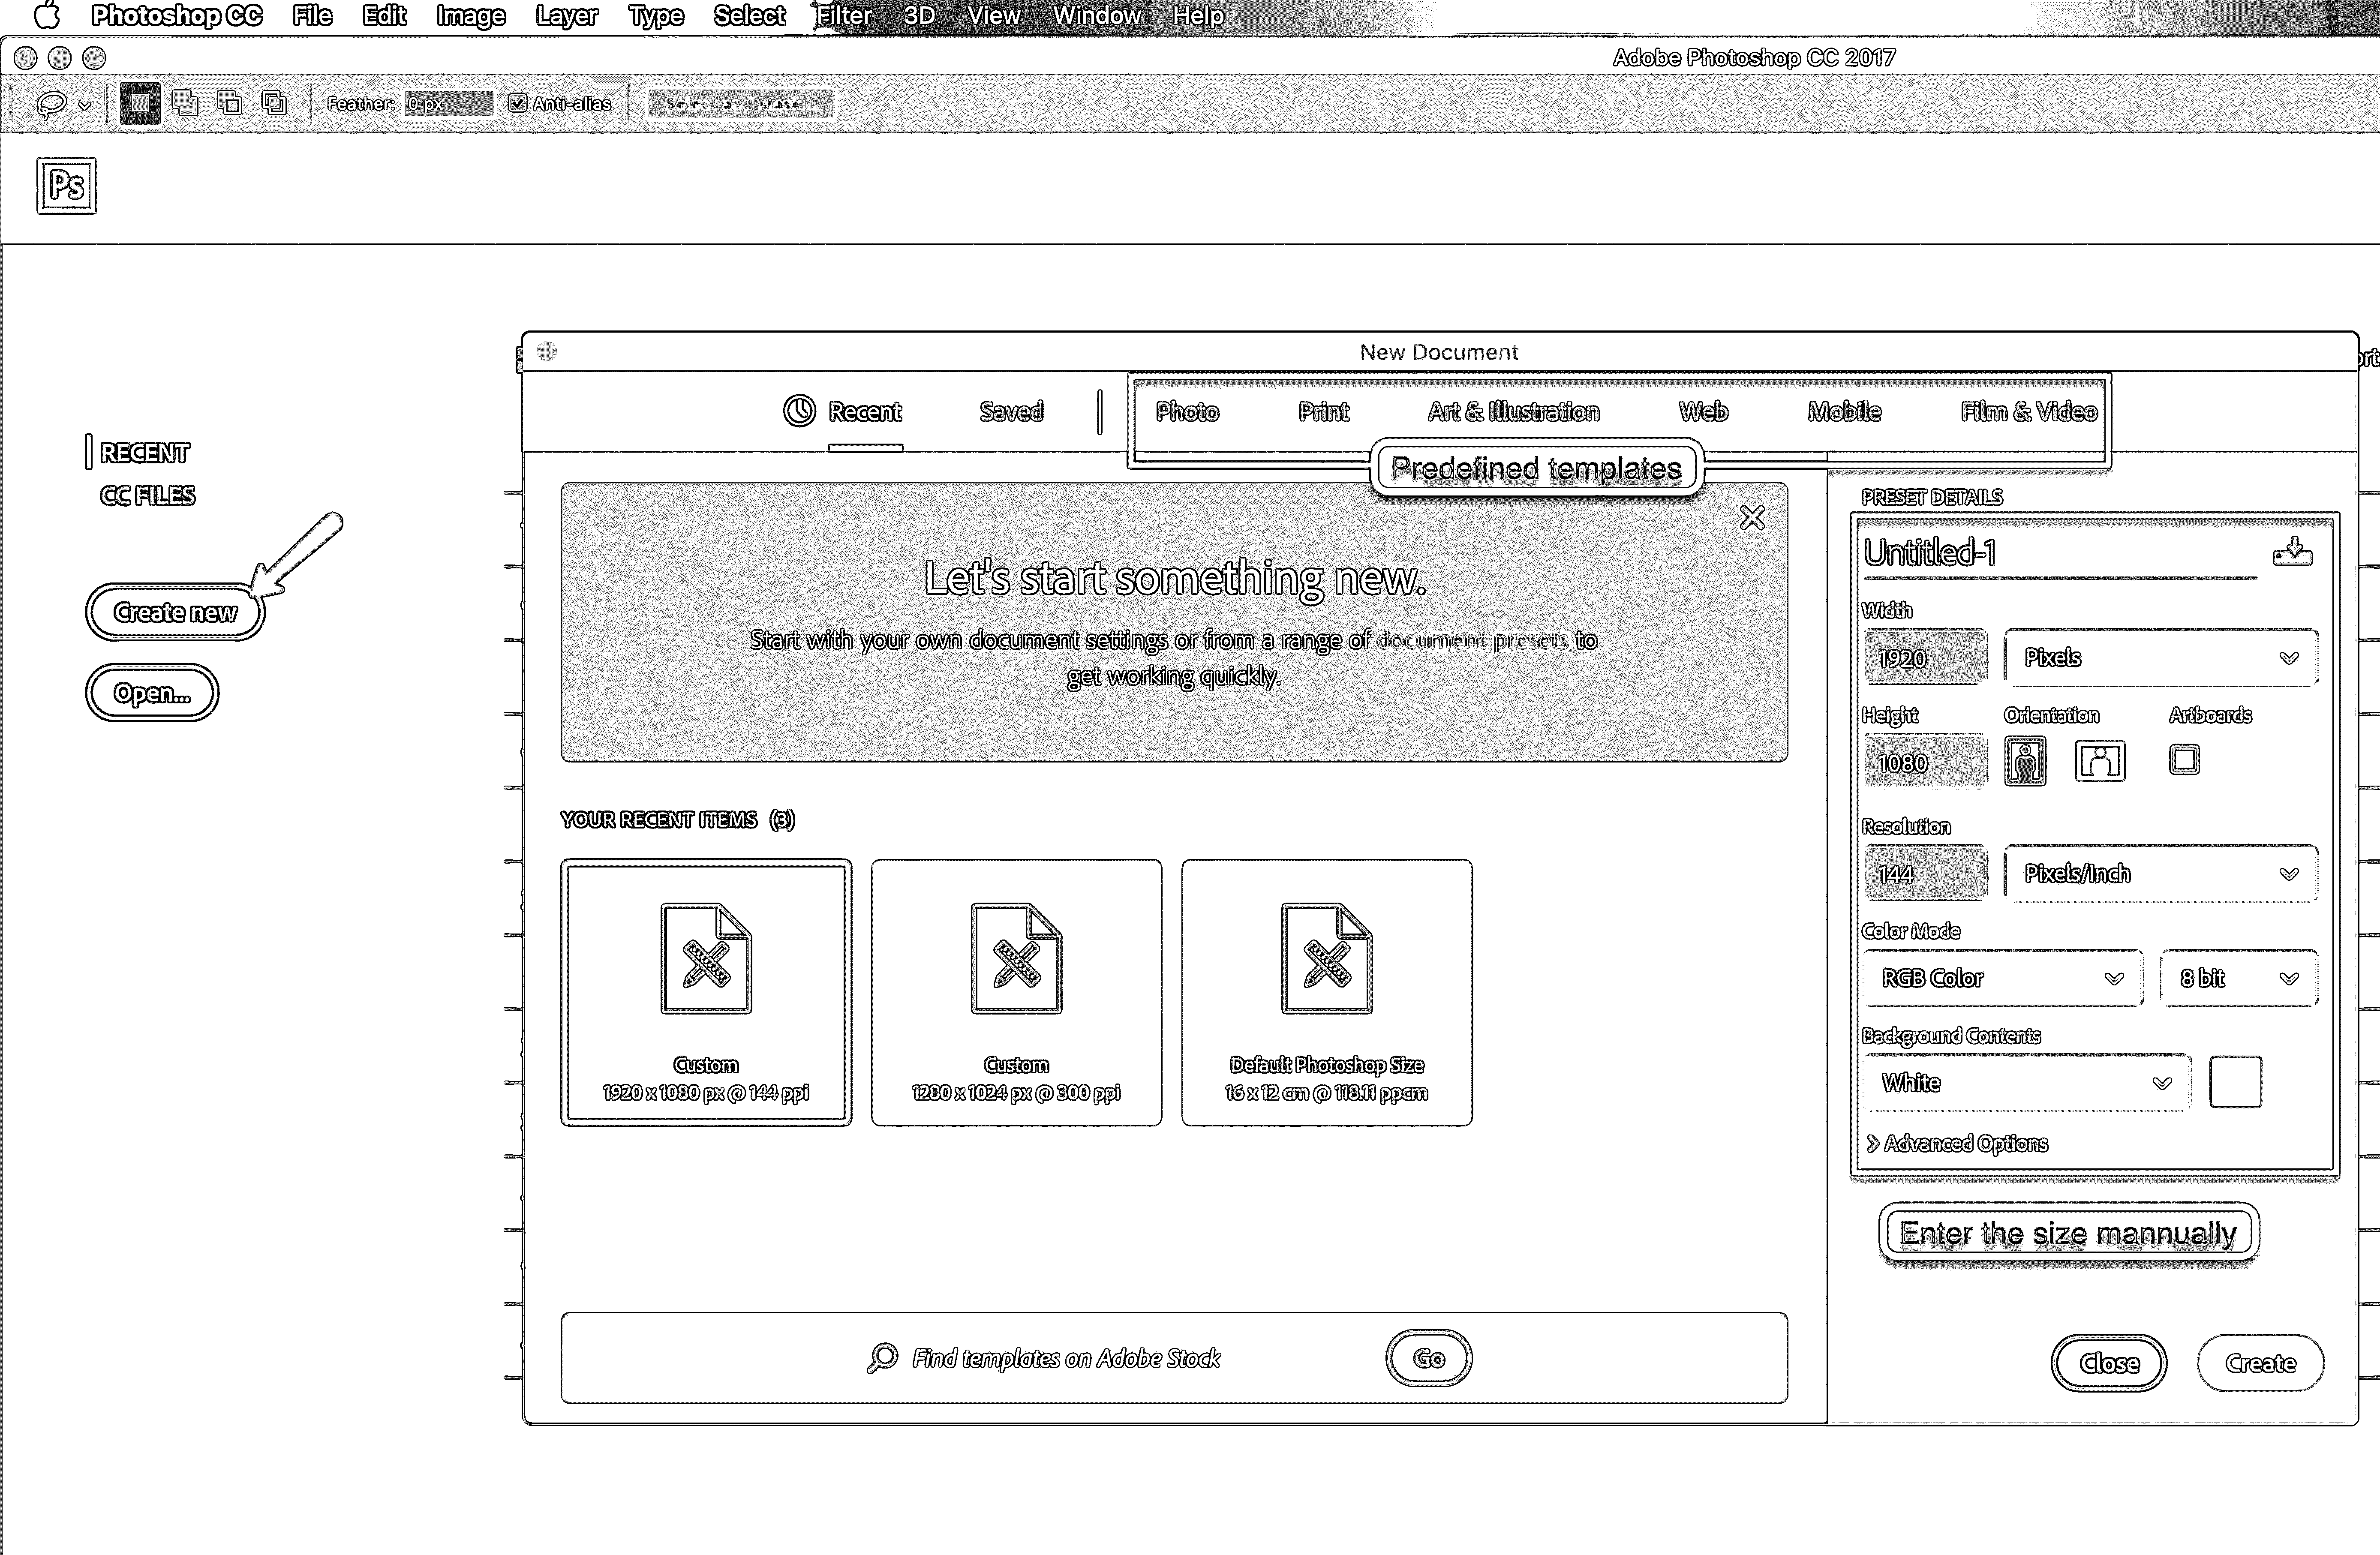 Photoshop CC File Edit Image Layer Type Select Filter 3D View Window Help
Adobe Photoshop CC 2017
Feather: 0 px Anti-alias Select and Mask...
Ps
New Document
Recent Saved Photo Print Art & Illustration Web Mobile Film & Video
Predefined templates
RECENT
CC FILES
Create new
Open...
Let's start something new.
Start with your own document settings or from a range of document presets to
get working quickly.
YOUR RECENT ITEMS (3)
Custom
1920 x 1080 px @ 144 ppi
Custom
1280 x 1024 px @ 300 ppi
Default Photoshop Size
16 x 12 cm @ 118.11 ppcm
Find templates on Adobe Stock Go
PRESET DETAILS
Untitled-1
Width
1920 Pixels
Height Orientation Artboards
1080
Resolution
144 Pixels/Inch
Color Mode
RGB Color 8 bit
Background Contents
White
Advanced Options
Enter the size mannually
Close Create